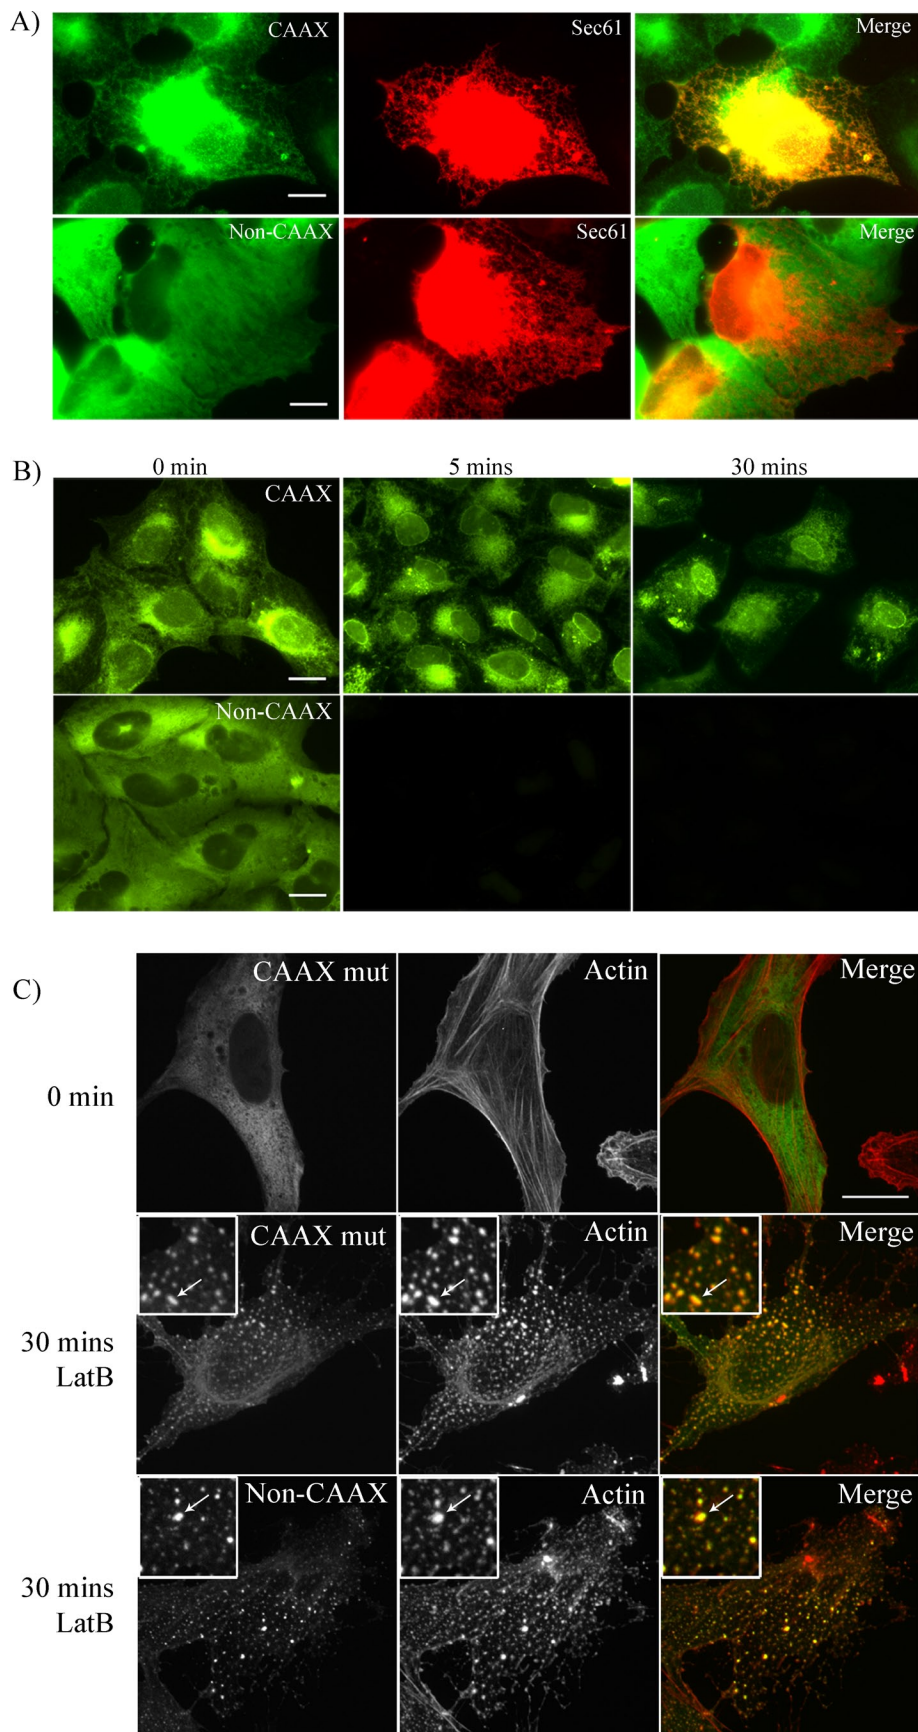 A)
CAAX Sec61 Merge
Non-CAAX Sec61 Merge
B)
0 min 5 mins 30 mins
CAAX
Non-CAAX
C)
CAAX mut Actin Merge
0 min
CAAX mut Actin Merge
30 mins
LatB
Non-CAAX Actin Merge
30 mins
LatB